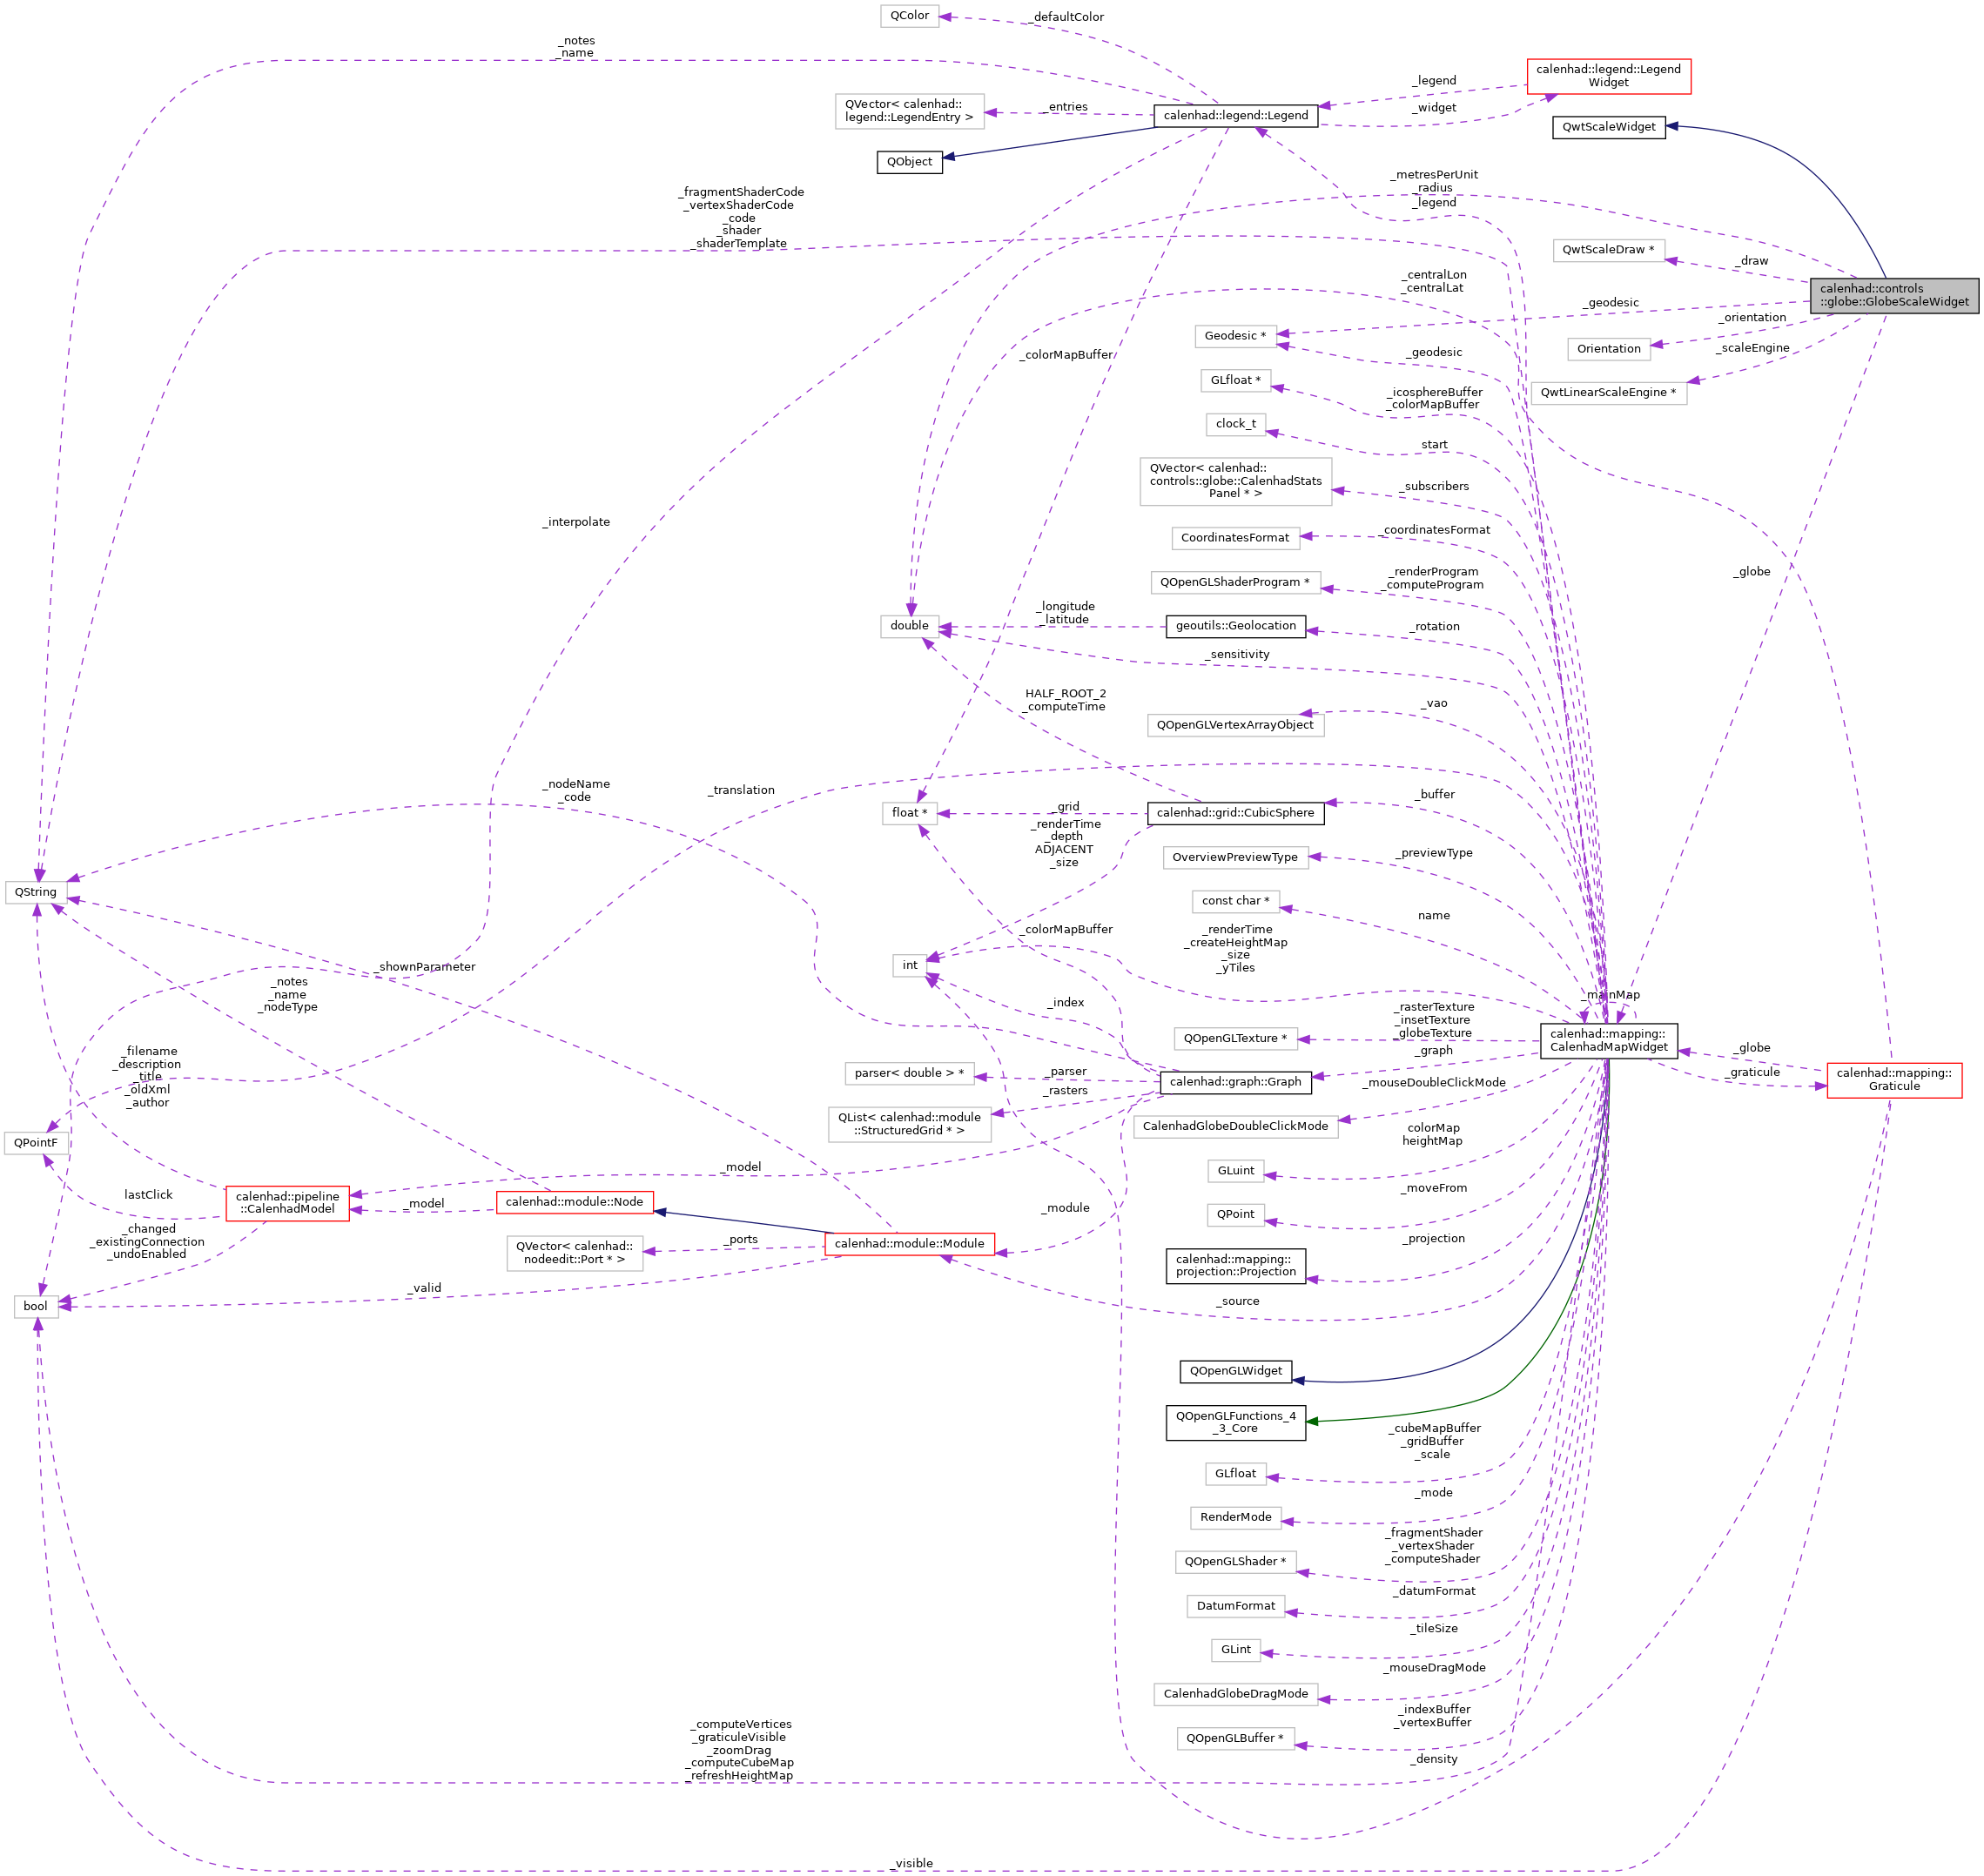 QColor
_defaultColor
_notes
_name
calenhad::legend::Legend
Widget
_legend
_widget
QVector< calenhad::
legend::LegendEntry >
_entries
calenhad::legend::Legend
QwtScaleWidget
QObject
_fragmentShaderCode
_vertexShaderCode
_code
_shader
_shaderTemplate
_metresPerUnit
_radius
_legend
QwtScaleDraw *
_draw
calenhad::controls
::globe::GlobeScaleWidget
_centralLon
_centralLat
_geodesic
_orientation
Geodesic *
Orientation
_geodesic
_scaleEngine
_colorMapBuffer
GLfloat *
_icosphereBuffer
_colorMapBuffer
QwtLinearScaleEngine *
clock_t
start
QVector< calenhad::
controls::globe::CalenhadStats
Panel * >
_subscribers
_interpolate
CoordinatesFormat
_coordinatesFormat
QOpenGLShaderProgram *
_renderProgram
_computeProgram
_globe
double
_longitude
_latitude
geoutils::Geolocation
_rotation
_sensitivity
HALF_ROOT_2
_computeTime
QOpenGLVertexArrayObject
_vao
_nodeName
_code
_translation
float *
_grid
calenhad::grid::CubicSphere
_buffer
_renderTime
_depth
ADJACENT
_size
OverviewPreviewType
_previewType
QString
const char *
name
_colorMapBuffer
_renderTime
_createHeightMap
_size
_yTiles
int
_shownParameter
_notes
_name
_nodeType
_index
_mainMap
_rasterTexture
_insetTexture
_globeTexture
QOpenGLTexture *
calenhad::mapping::
CalenhadMapWidget
_graph
_globe
_graticule
calenhad::mapping::
Graticule
_filename
_description
_title
_oldXml
_author
parser< double > *
_parser
calenhad::graph::Graph
_mouseDoubleClickMode
_rasters
QList< calenhad::module
::StructuredGrid * >
CalenhadGlobeDoubleClickMode
colorMap
heightMap
QPointF
GLuint
_model
lastClick
calenhad::pipeline
::CalenhadModel
_model
calenhad::module::Node
_moveFrom
_module
QPoint
_changed
_existingConnection
_undoEnabled
QVector< calenhad::
nodeedit::Port * >
_ports
calenhad::module::Module
_projection
calenhad::mapping::
projection::Projection
_valid
_source
bool
QOpenGLWidget
QOpenGLFunctions_4
_3_Core
_cubeMapBuffer
_gridBuffer
_scale
GLfloat
_mode
RenderMode
_fragmentShader
_vertexShader
_computeShader
QOpenGLShader *
_datumFormat
DatumFormat
_tileSize
GLint
_mouseDragMode
CalenhadGlobeDragMode
_indexBuffer
_vertexBuffer
QOpenGLBuffer *
_computeVertices
_graticuleVisible
_zoomDrag
_computeCubeMap
_refreshHeightMap
_density
_visible